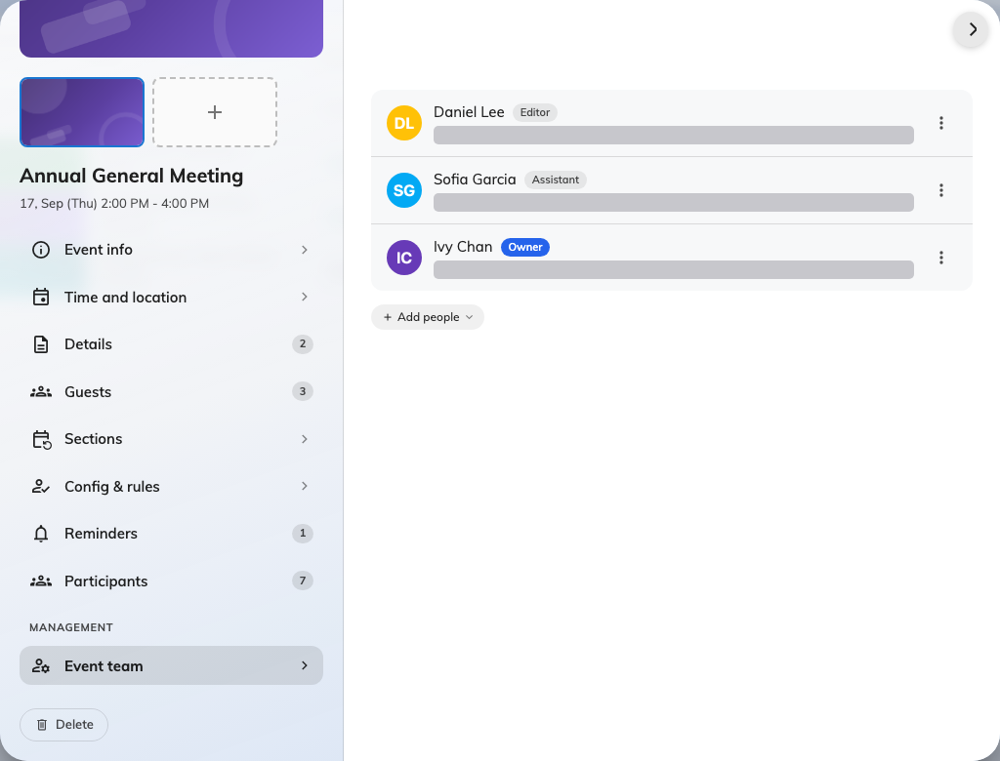 Annual General Meeting
17, Sep (Thu) 2:00 PM - 4:00 PM
Event info
Time and location
Details 2
Guests 3
Sections
Config & rules
Reminders 1
Participants 7
MANAGEMENT
Event team
Delete
DL Daniel Lee Editor
SG Sofia Garcia Assistant
IC Ivy Chan Owner
+ Add people